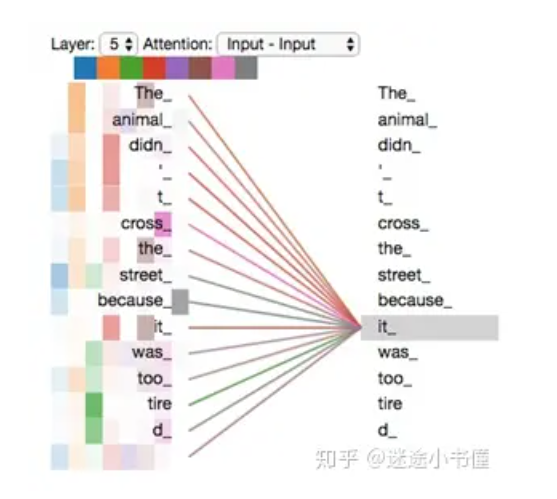 Layer: 5 Attention: Input - Input
The_ The_
animal_ animal_
didn_ didn_
'_ '_
t_ t_
cross_ cross_
the_ the_
street_ street_
because_ because_
it_ it_
was_ was_
too_ too_
tire tire
d_ d_
知乎 @迷途小书僮